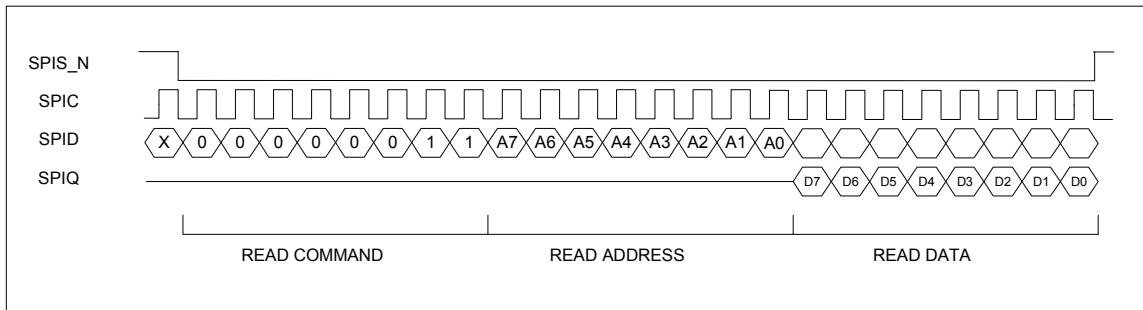 SPIS_N
SPIC
SPID X 0 0 0 0 0 0 1 1 A7 A6 A5 A4 A3 A2 A1 A0
SPIQ D7 D6 D5 D4 D3 D2 D1 D0
READ COMMAND READ ADDRESS READ DATA